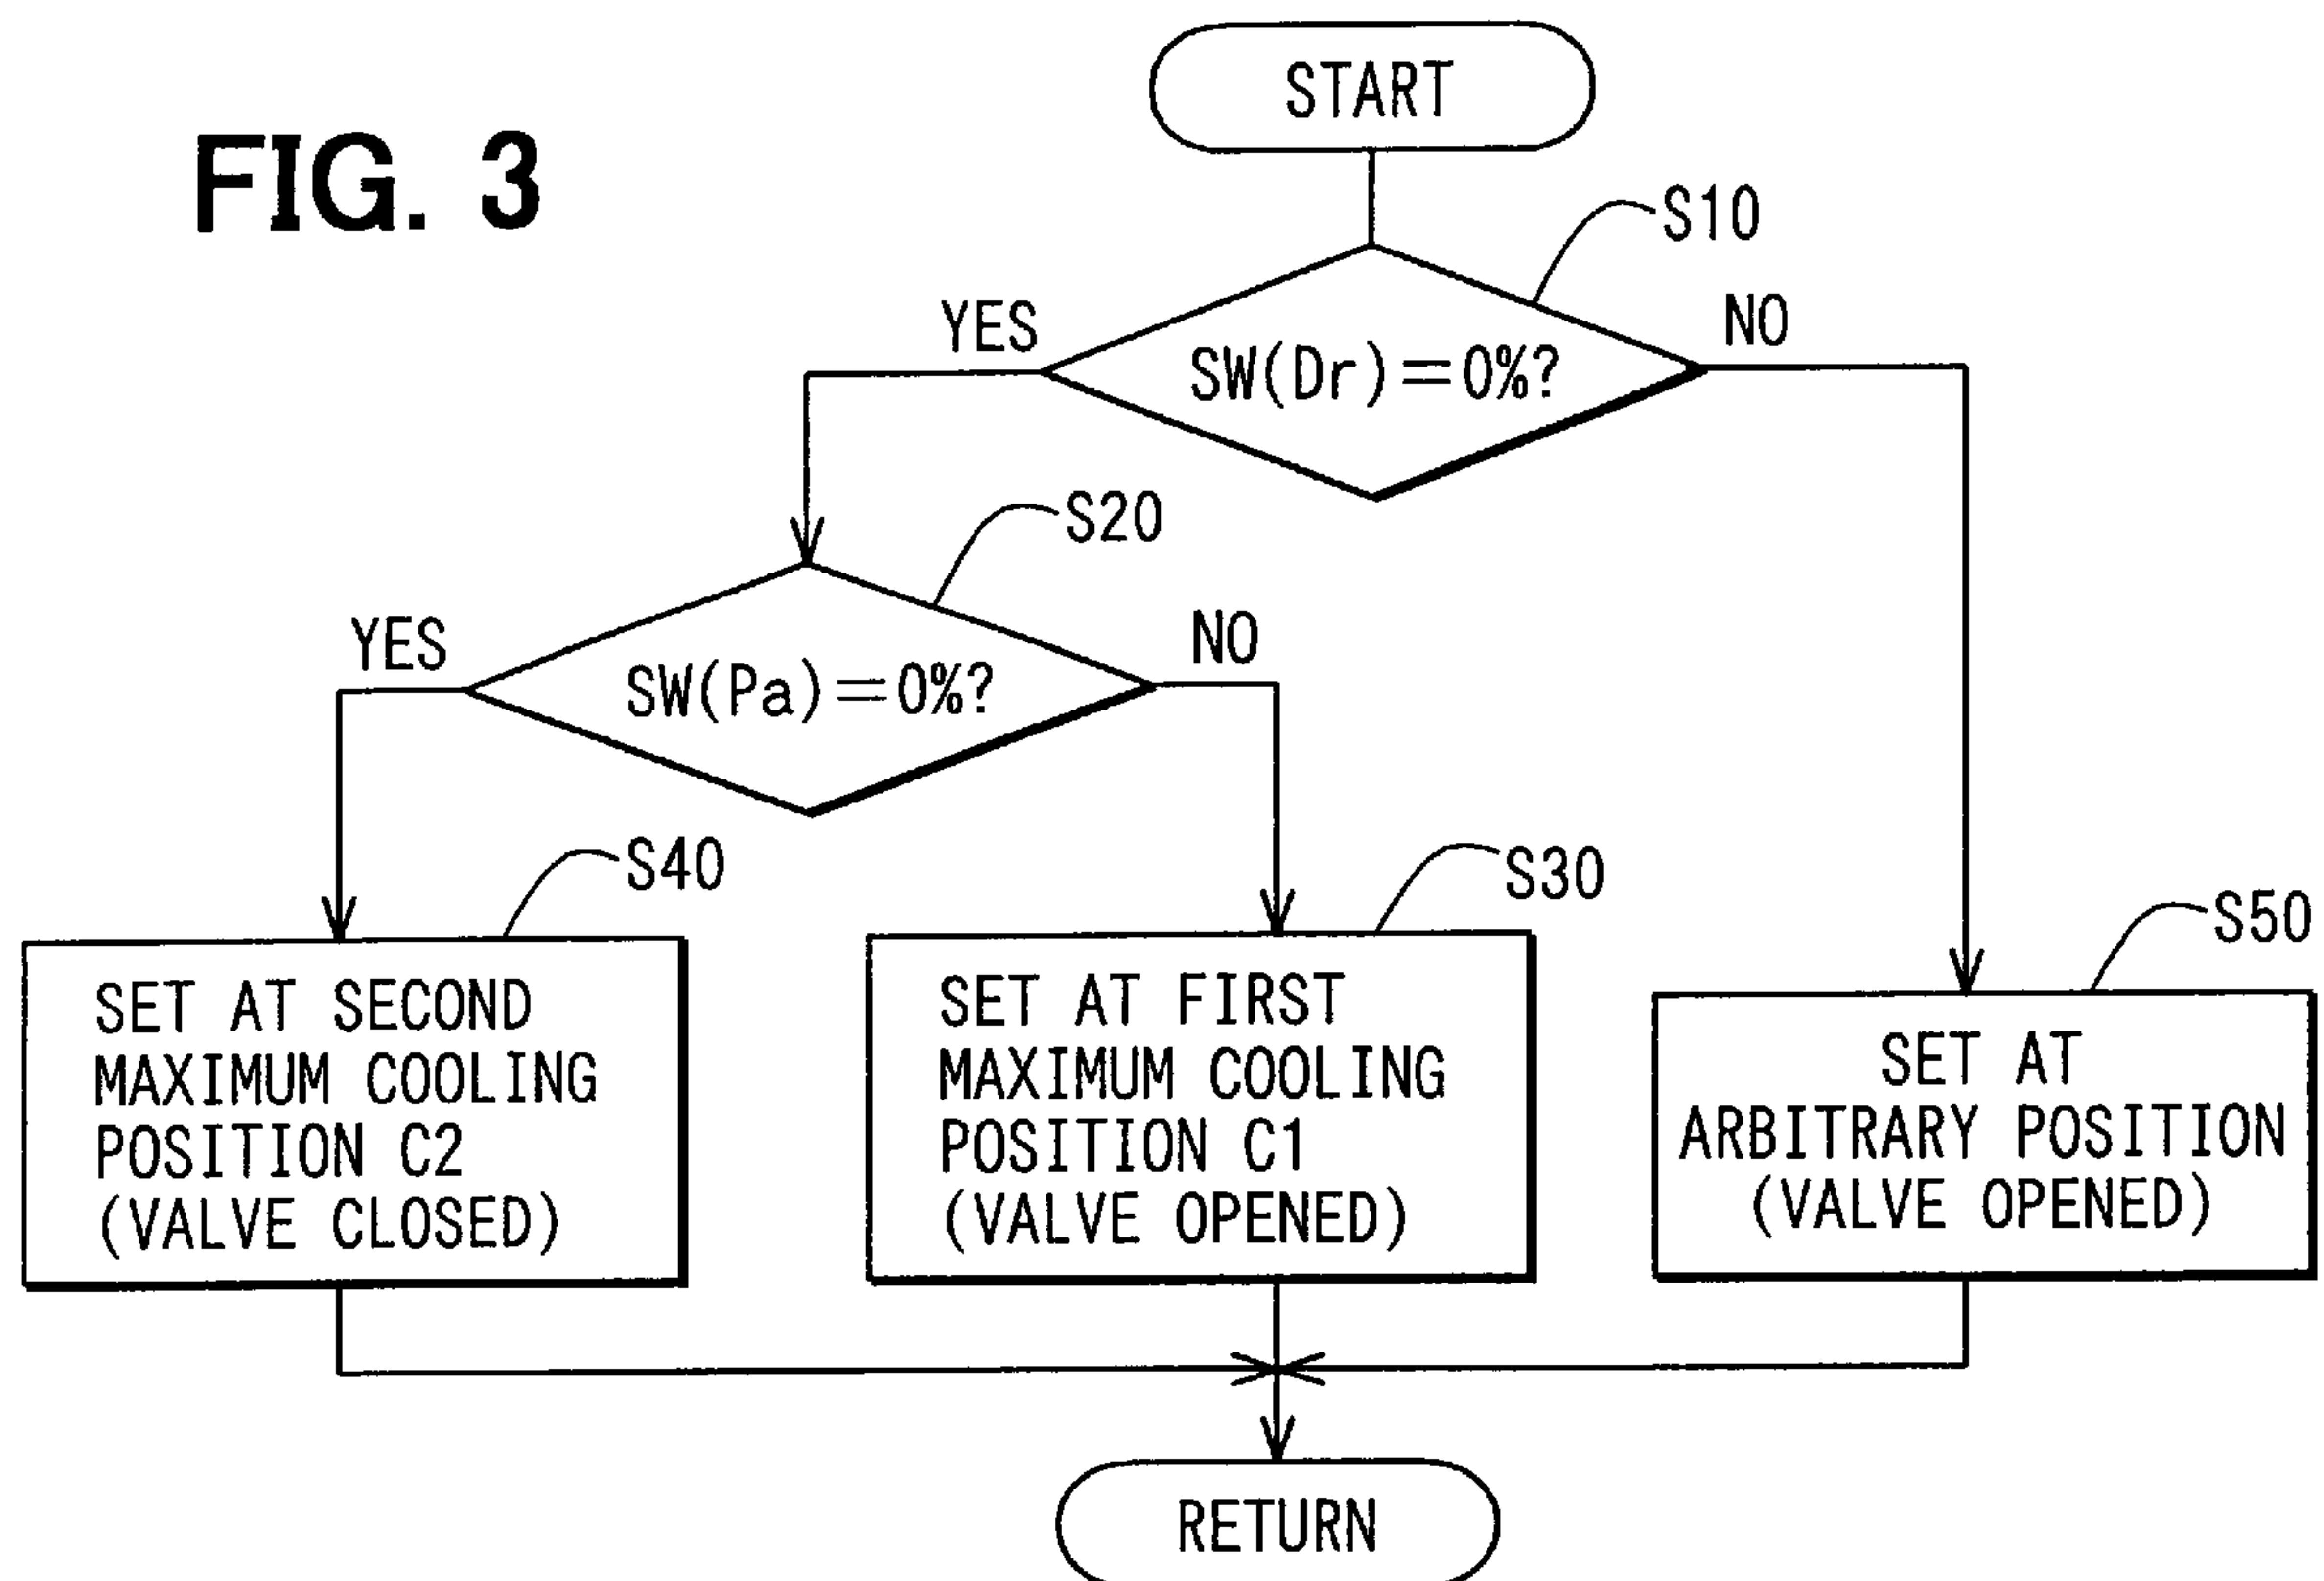 FIG. 3
START
S10
YES
NO
SW(Dr)=0%?
S20
YES
NO
SW(Pa)=0%?
S40
SET AT SECOND
MAXIMUM COOLING
POSITION C2
(VALVE CLOSED)
S30
SET AT FIRST
MAXIMUM COOLING
POSITION C1
(VALVE OPENED)
S50
SET AT
ARBITRARY POSITION
(VALVE OPENED)
RETURN